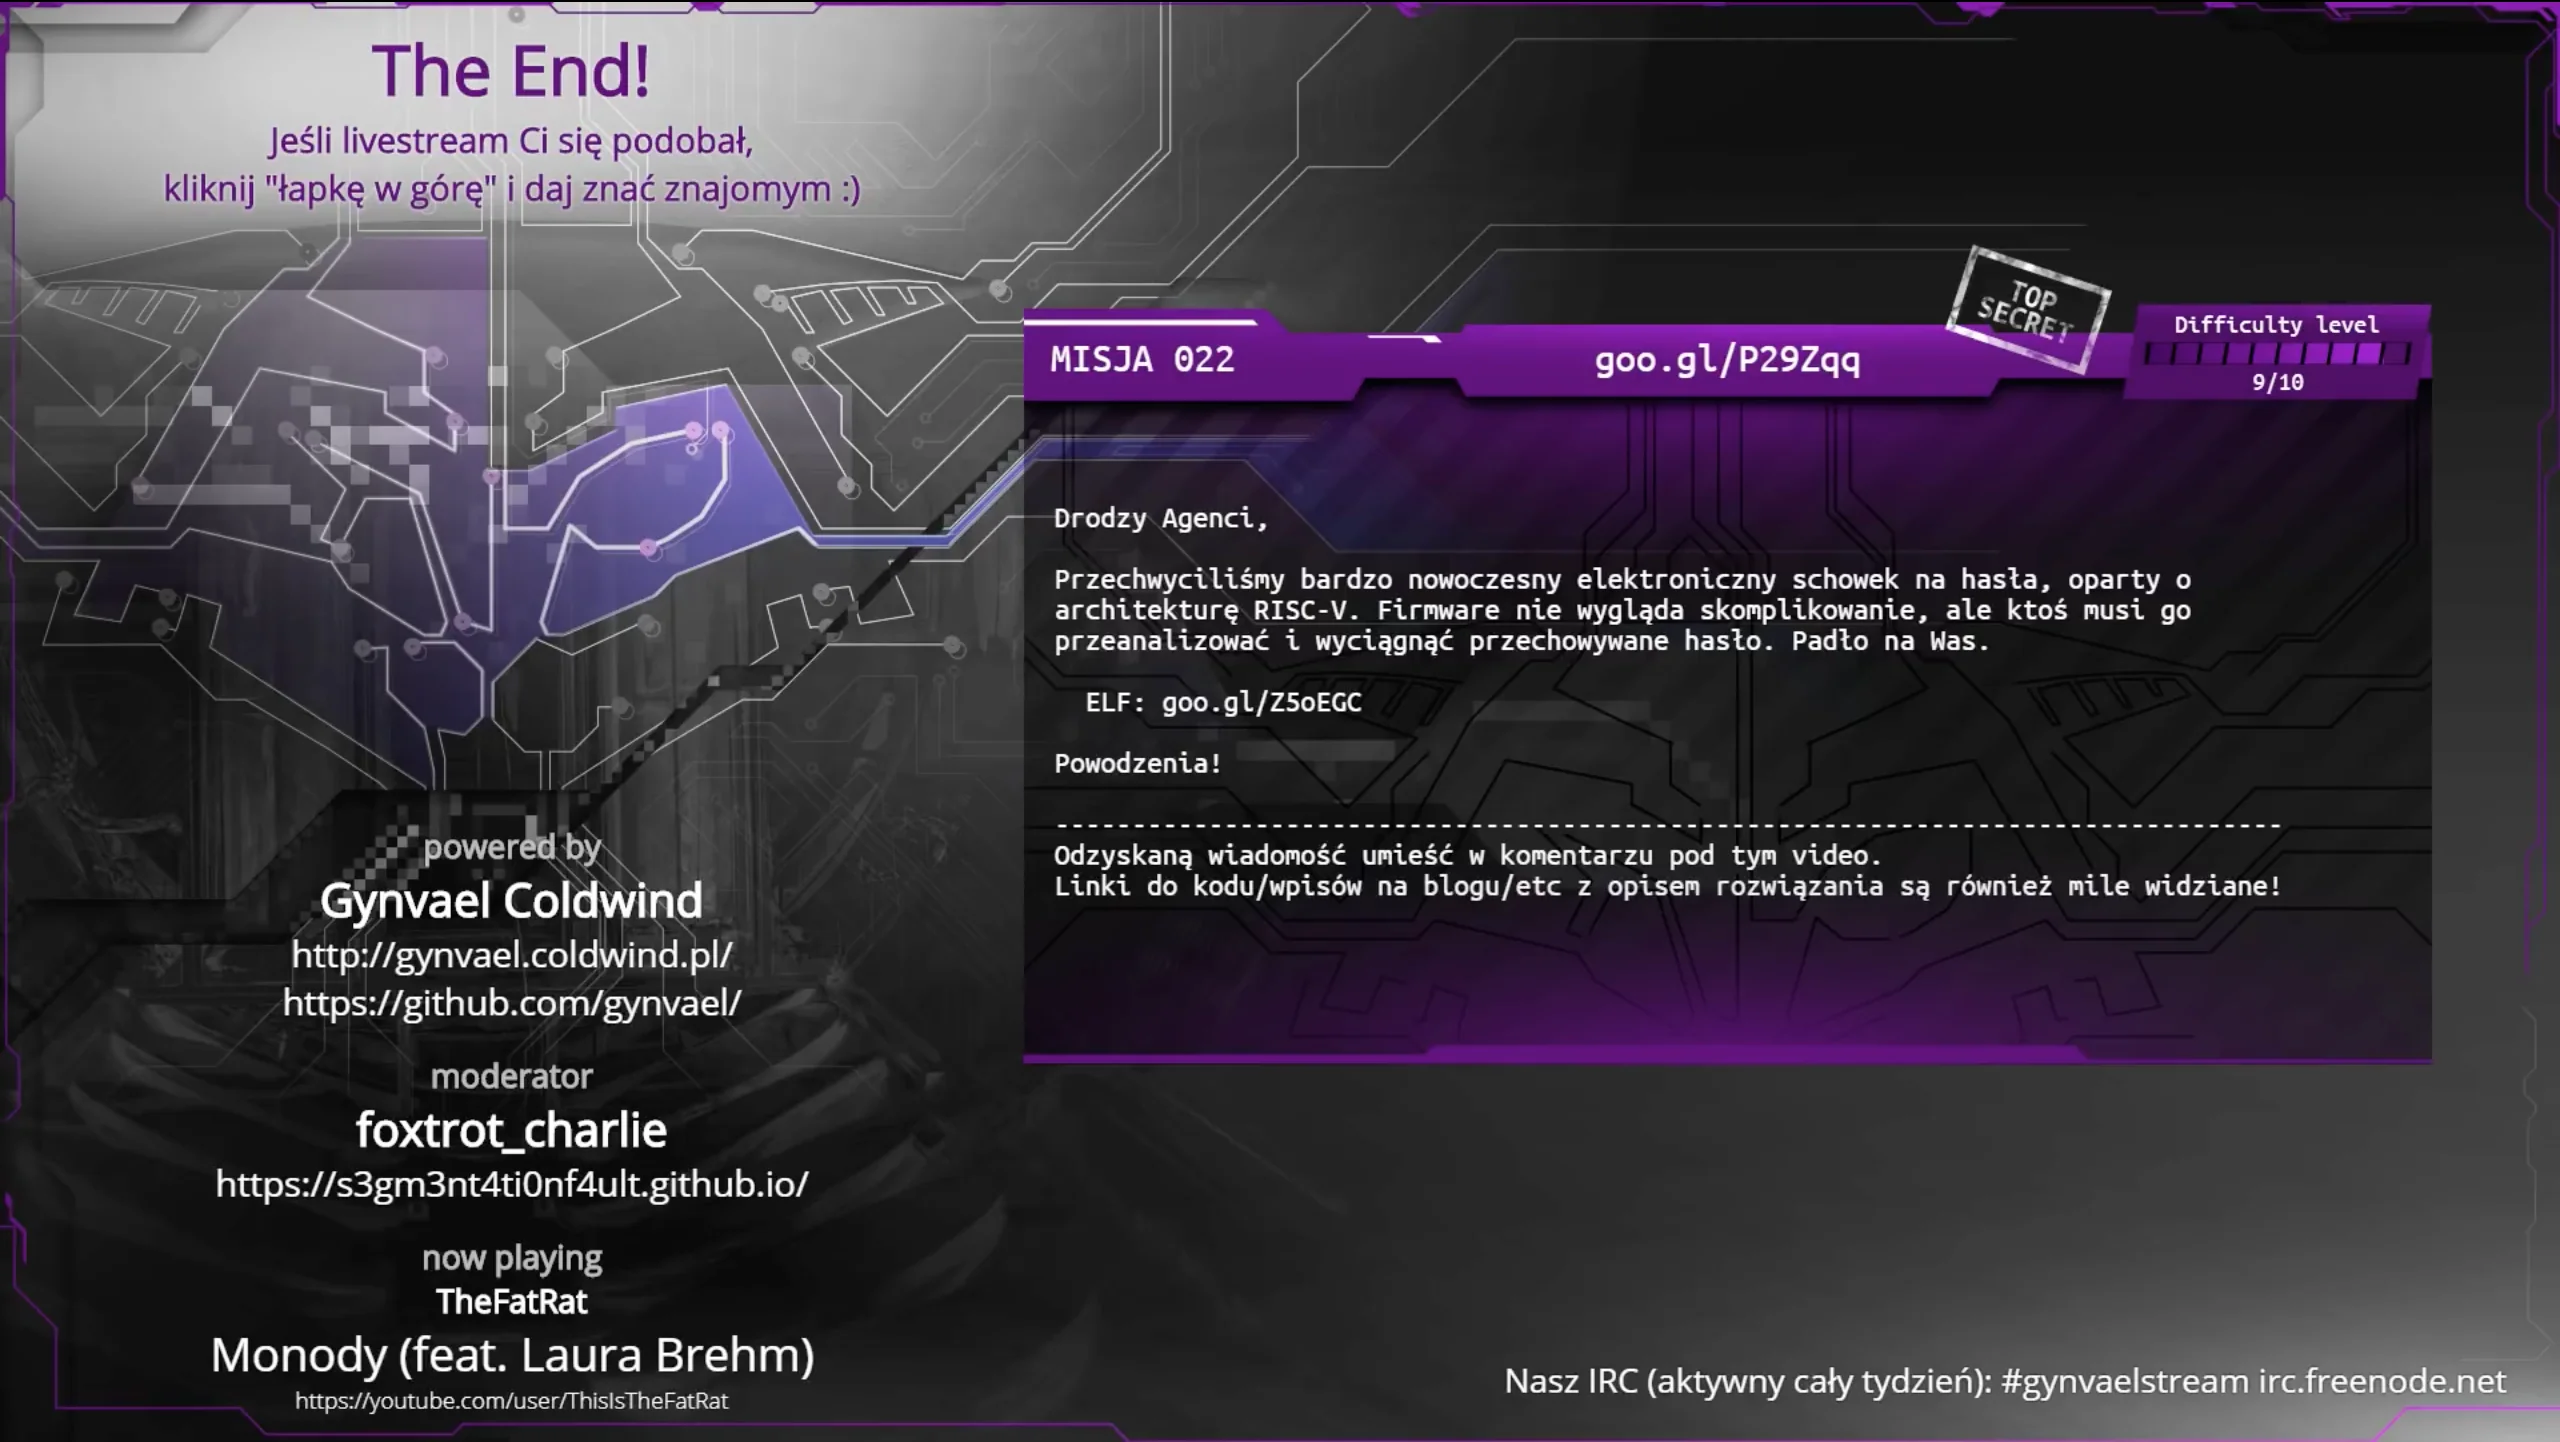 The End!
Jeśli livestream Ci się podobał,
kliknij "łapkę w górę" i daj znać znajomym :)
powered by
Gynvael Coldwind
http://gynvael.coldwind.pl/
https://github.com/gynvael/
moderator
foxtrot_charlie
https://s3gm3nt4ti0nf4ult.github.io/
now playing
TheFatRat
Monody (feat. Laura Brehm)
https://youtube.com/user/ThisIsTheFatRat
MISJA 022
goo.gl/P29Zqq
TOP
SECRET
Difficulty level
9/10
Drodzy Agenci,
Przechwyciliśmy bardzo nowoczesny elektroniczny schowek na hasła, oparty o
architekturę RISC-V. Firmware nie wygląda skomplikowanie, ale ktoś musi go
przeanalizować i wyciągnąć przechowywane hasło. Padło na Was.
ELF: goo.gl/Z5oEGC
Powodzenia!
--------------------------------------------------------------------------------
Odzyskaną wiadomość umieść w komentarzu pod tym video.
Linki do kodu/wpisów na blogu/etc z opisem rozwiązania są również mile widziane!
Nasz IRC (aktywny cały tydzień): #gynvaelstream irc.freenode.net